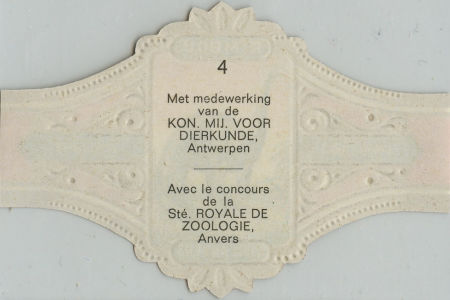 4
Met medewerking
van de
KON. MIJ. VOOR
DIERKUNDE,
Antwerpen
Avec le concours
de la
Sté. ROYALE DE
ZOOLOGIE,
Anvers